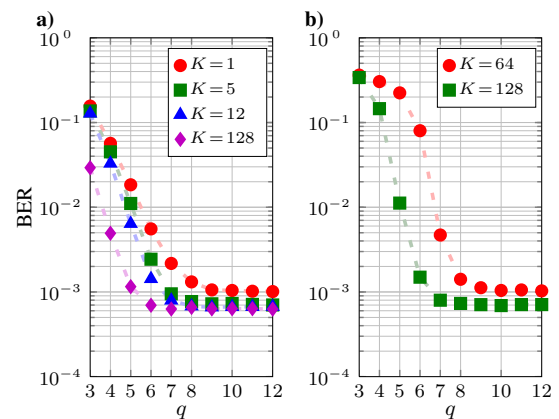 a)
b)
10^0
10^−1
10^−2
10^−3
10^−4
BER
3 4 5 6 7 8 10 12
q
K = 1
K = 5
K = 12
K = 128
10^0
10^−1
10^−2
10^−3
10^−4
3 4 5 6 7 8 10 12
q
K = 64
K = 128